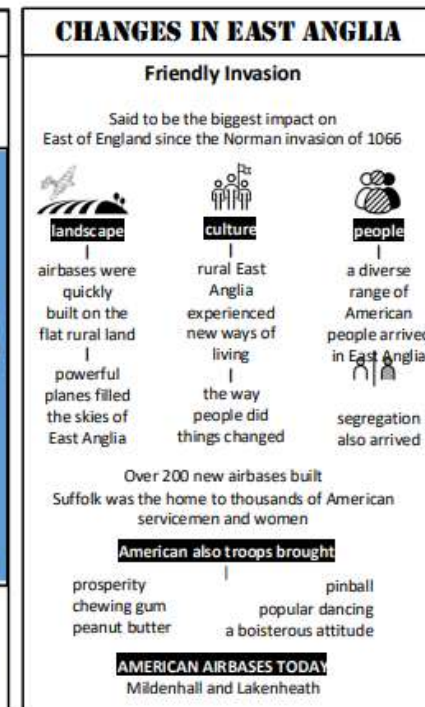 CHANGES IN EAST ANGLIA
Friendly Invasion
Said to be the biggest impact on
East of England since the Norman invasion of 1066
landscape
airbases were
quickly
built on the
flat rural land
powerful
planes filled
the skies of
East Anglia
culture
rural East
Anglia
experienced
new ways of
living
the way
people did
things changed
people
a diverse
range of
American
people arrived
in East Anglia
segregation
also arrived
Over 200 new airbases built
Suffolk was the home to thousands of American
servicemen and women
American also troops brought
prosperity
chewing gum
peanut butter
pinball
popular dancing
a boisterous attitude
AMERICAN AIRBASES TODAY
Mildenhall and Lakenheath